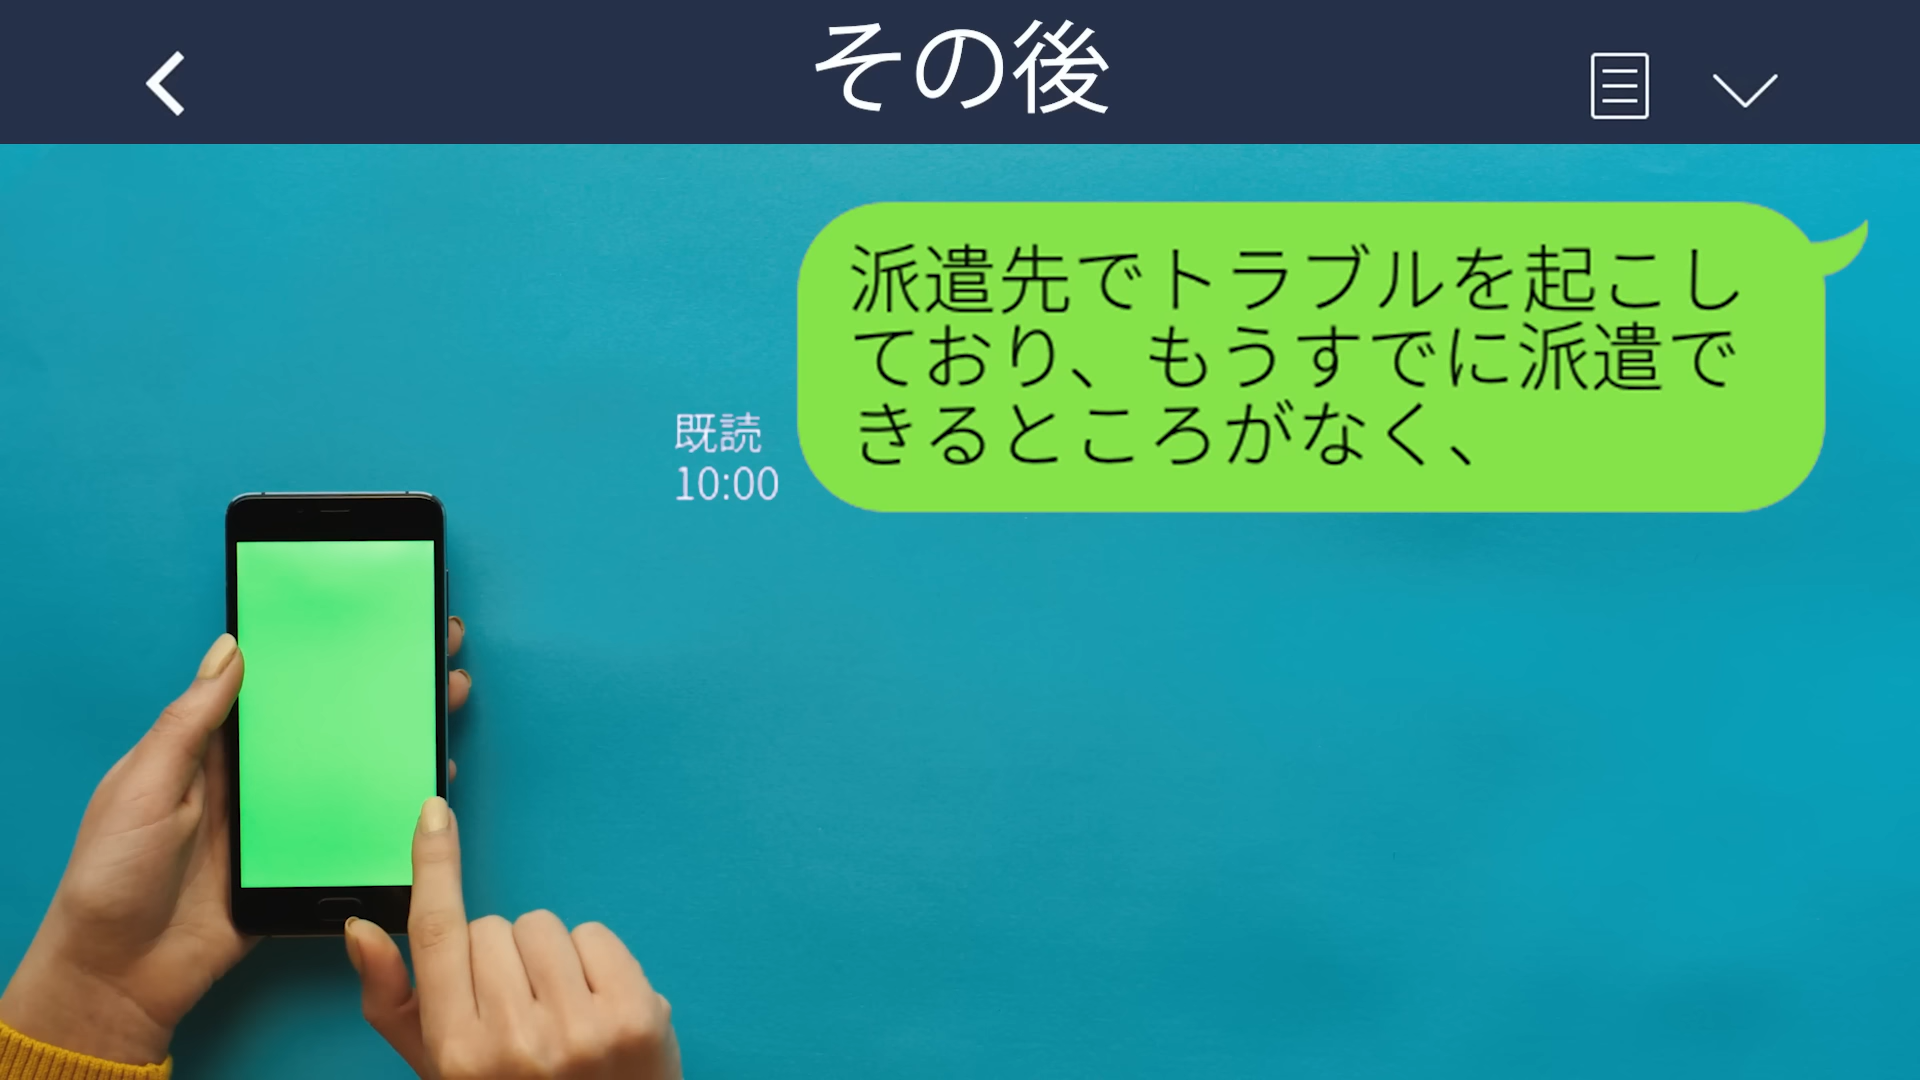 その後
派遣先でトラブルを起こし
ており、もうすでに派遣で
きるところがなく、
既読
10:00